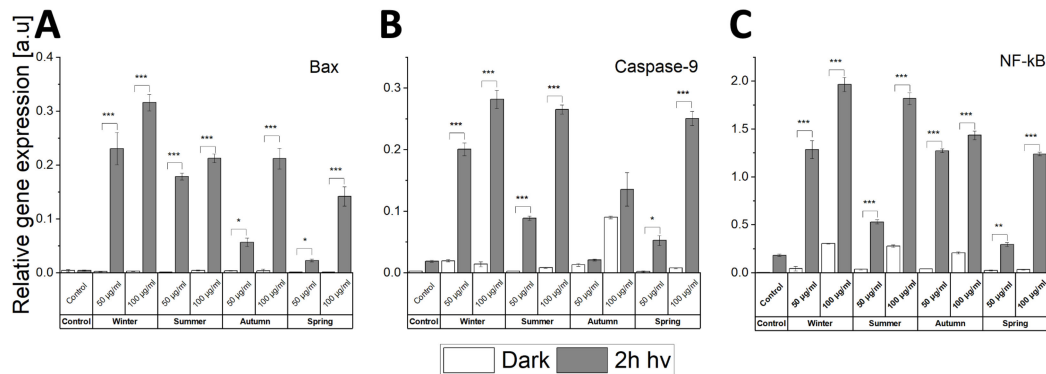 A
B
C
Relative gene expression [a.u]
Bax
0.4
0.3
0.2
0.1
0.0
***
***
***
***
*
***
*
***
Control
50 µg/ml
100 µg/ml
50 µg/ml
100 µg/ml
50 µg/ml
100 µg/ml
50 µg/ml
100 µg/ml
Control Winter Summer Autumn Spring
Caspase-9
0.3
0.2
0.1
0.0
***
***
***
***
*
***
Control
50 µg/ml
100 µg/ml
50 µg/ml
100 µg/ml
50 µg/ml
100 µg/ml
50 µg/ml
100 µg/ml
Control Winter Summer Autumn Spring
NF-kB
2.0
1.5
1.0
0.5
0.0
***
***
***
***
***
***
**
***
Control
50 µg/ml
100 µg/ml
50 µg/ml
100 µg/ml
50 µg/ml
100 µg/ml
50 µg/ml
100 µg/ml
Control Winter Summer Autumn Spring
Dark 2h hv